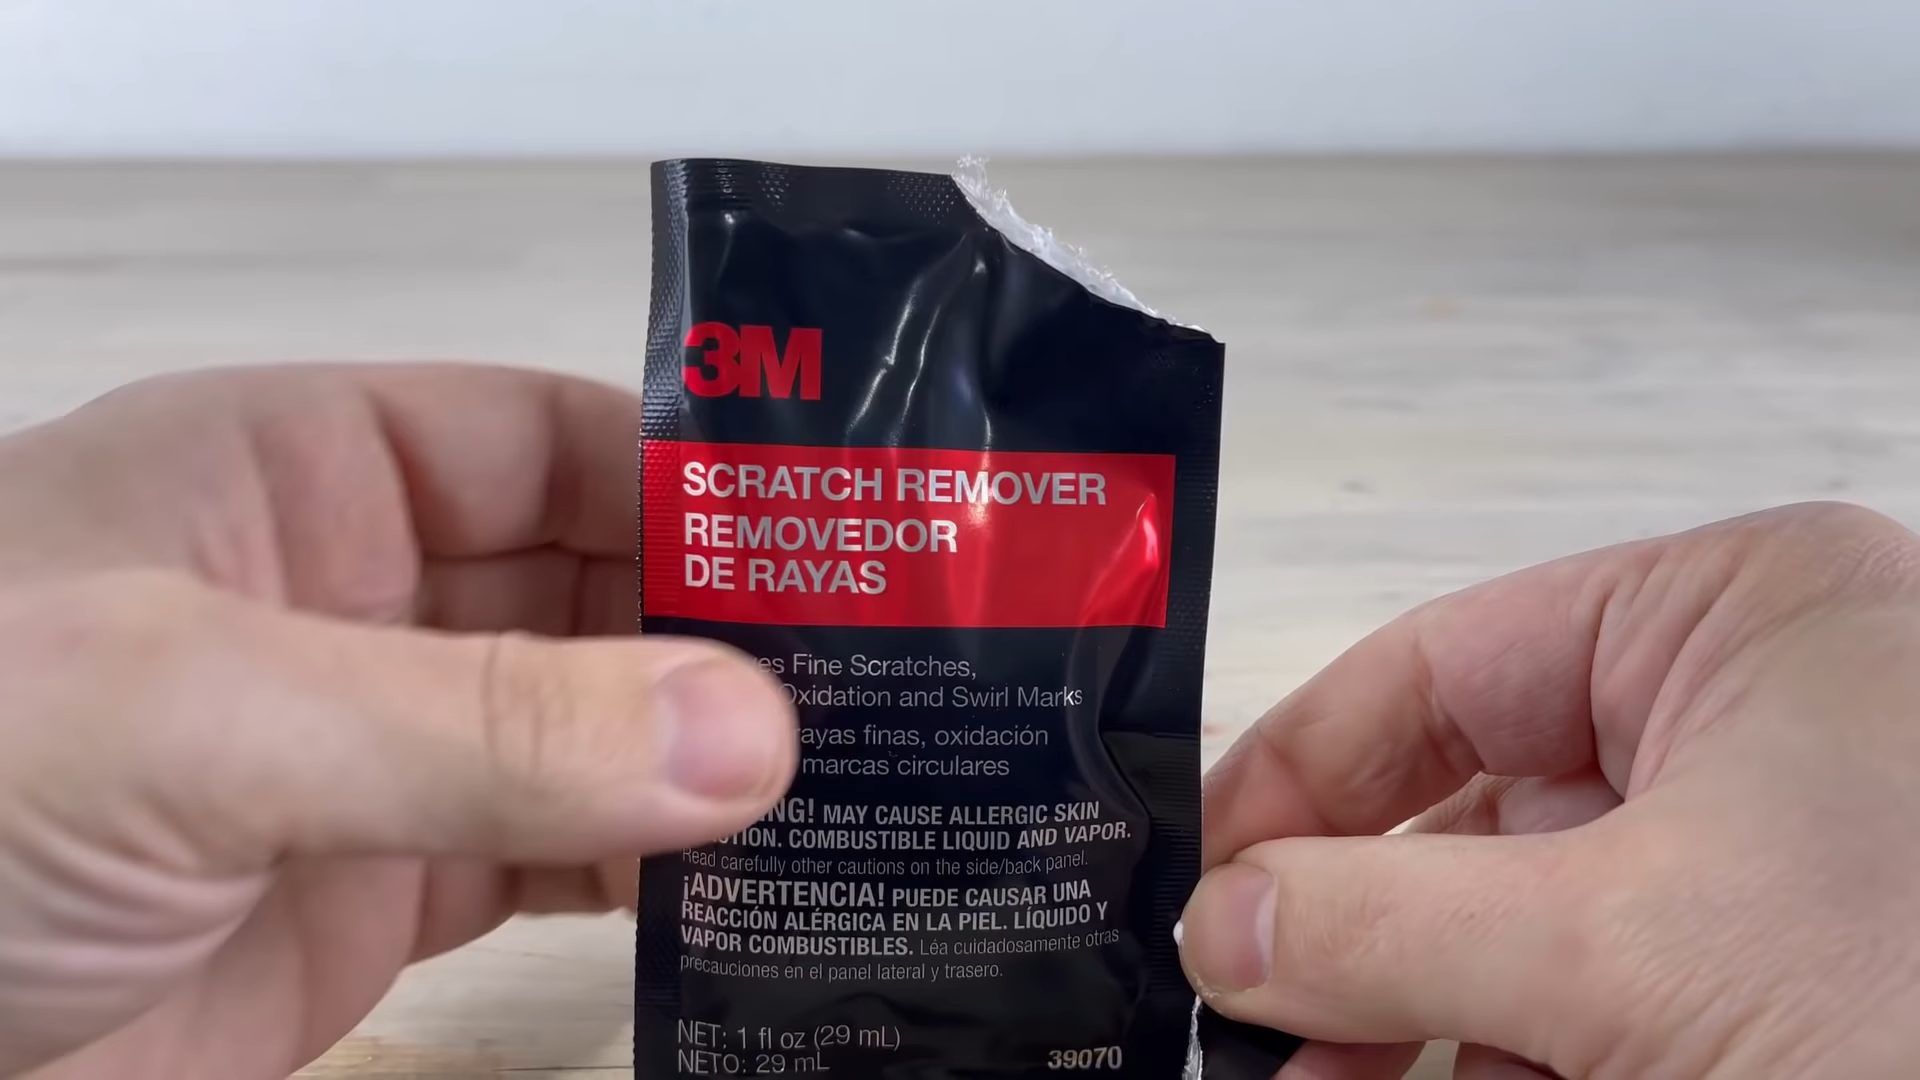 3M
SCRATCH REMOVER
REMOVEDOR
DE RAYAS
Fine Scratches,
Oxidation and Swirl Marks
rayas finas, oxidación
marcas circulares
MAY CAUSE ALLERGIC SKIN
COMBUSTIBLE LIQUID AND VAPOR.
Read carefully other cautions on the side/back panel.
¡ADVERTENCIA! PUEDE CAUSAR UNA
REACCIÓN ALÉRGICA EN LA PIEL. LÍQUIDO Y
VAPOR COMBUSTIBLES. Léa cuidadosamente otras
precauciones en el panel lateral y trasero.
NET: 1 fl oz (29 mL)
NETO: 29 mL
39070